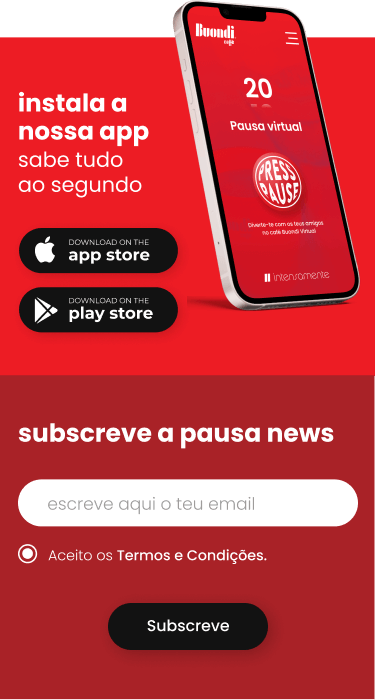 Buondi
caffè
20
Pausa virtual
PRESS
PAUSE
Diverte-te com os teus amigos
no café Buondi Virtual
intensamente
instala a
nossa app
sabe tudo
ao segundo
DOWNLOAD ON THE
app store
DOWNLOAD ON THE
play store
subscreve a pausa news
escreve aqui o teu email
Aceito os Termos e Condições.
Subscreve